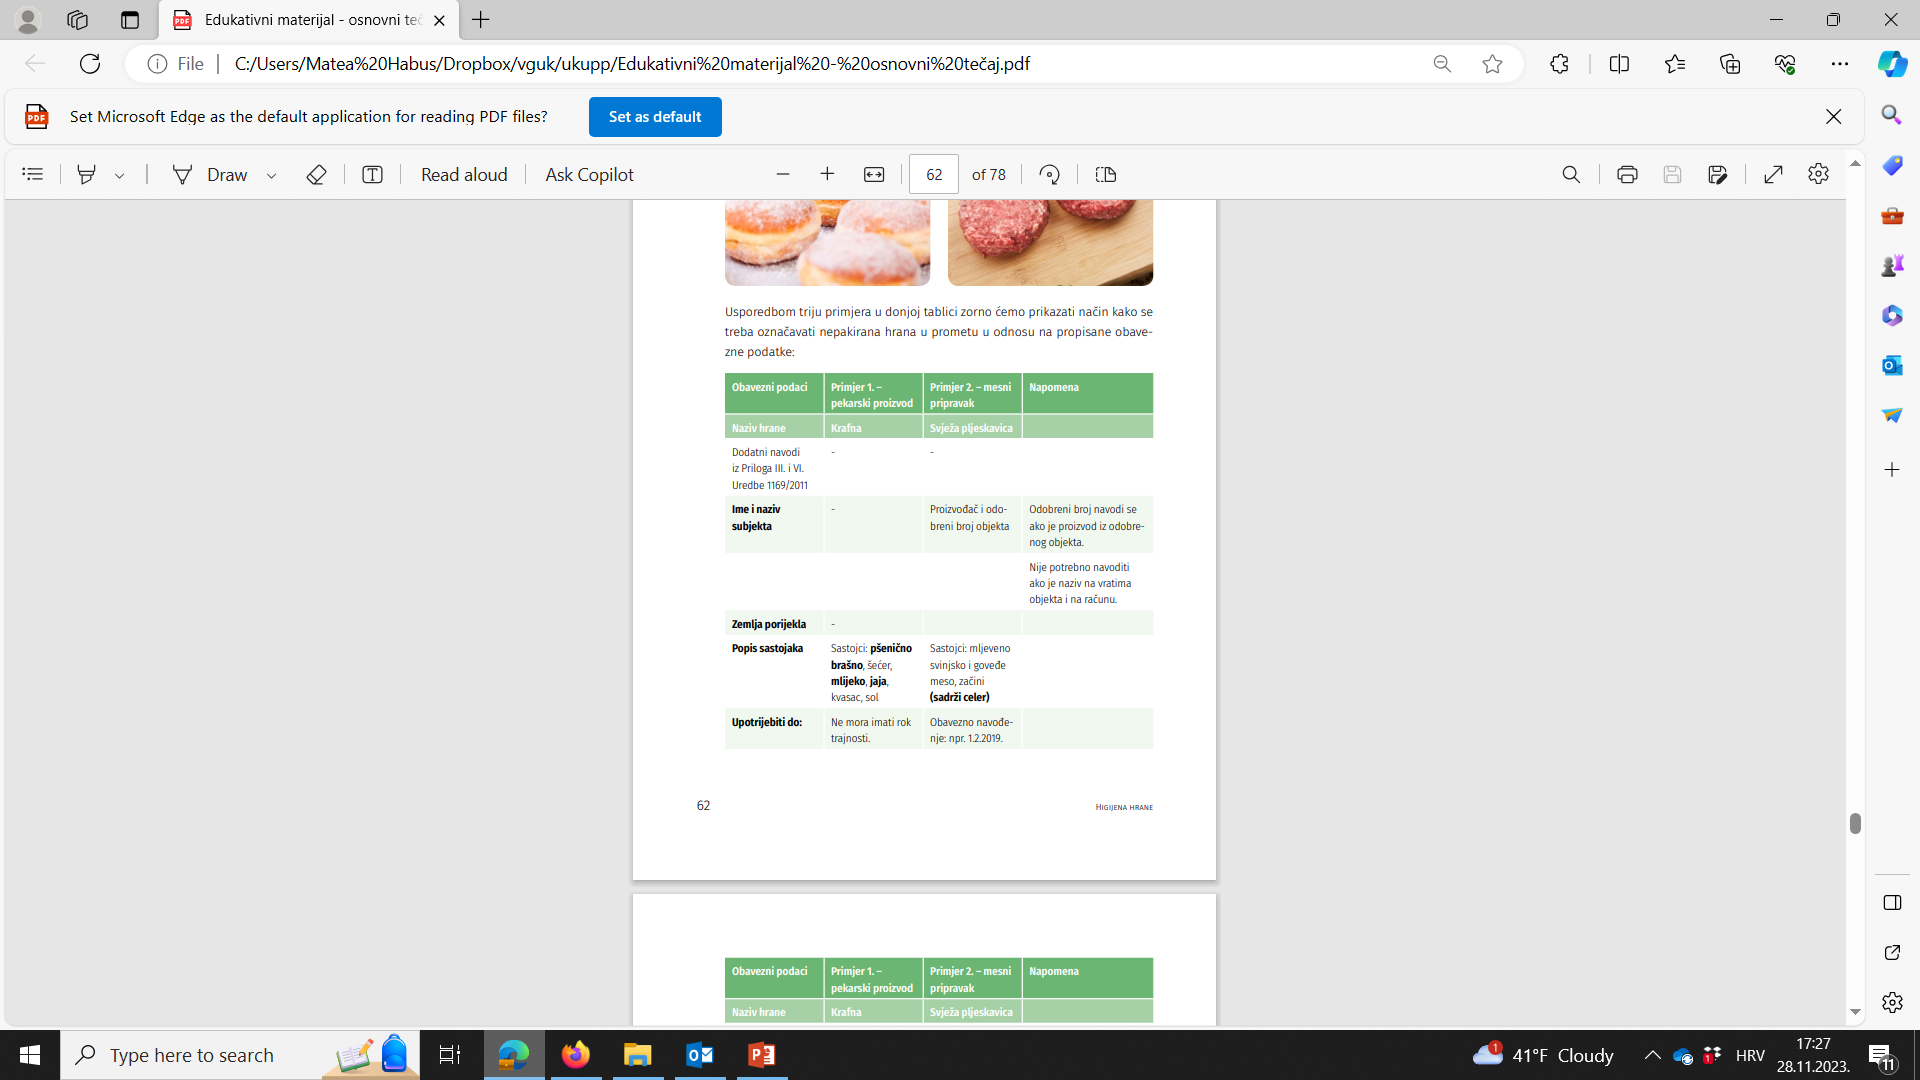 Edukativni materijal - osnovni teč
File
C:/Users/Matea%20Habus/Dropbox/vguk/ukupp/Edukativni%20materijal%20-%20osnovni%20tečaj.pdf
PDF
Set Microsoft Edge as the default application for reading PDF files?
Set as default
Draw
T
Read aloud
Ask Copilot
62
of 78
Usporedbom triju primjera u donjoj tablici zorno ćemo prikazati način kako se
treba označavati nepakirana hrana u prometu u odnosu na propisane obave-
zne podatke:
Obavezni podaci
Primjer 1. –
pekarski proizvod
Primjer 2. – mesni
pripravak
Napomena
Naziv hrane
Krafna
Svježa pljeskavica
Dodatni navodi
iz Priloga III. i VI.
Uredbe 1169/2011
-
-
Ime i naziv
subjekta
-
Proizvođač i odo-
breni broj objekta
Odobreni broj navodi se
ako je proizvod iz odobre-
nog objekta.
Nije potrebno navoditi
ako je naziv na vratima
objekta i na računu.
Zemlja porijekla
-
Popis sastojaka
Sastojci: pšenično
brašno, šećer,
mlijeko, jaja,
kvasac, sol
Sastojci: mljeveno
svinjsko i goveđe
meso, začini
(sadrži celer)
Upotrijebiti do:
Ne mora imati rok
trajnosti.
Obavezno navođe-
nje: npr. 1.2.2019.
62
HIGIJENA HRANE
Obavezni podaci
Primjer 1. –
pekarski proizvod
Primjer 2. – mesni
pripravak
Napomena
Naziv hrane
Krafna
Svježa pljeskavica
Type here to search
1
41°F Cloudy
1
HRV
17:27
28.11.2023.
11